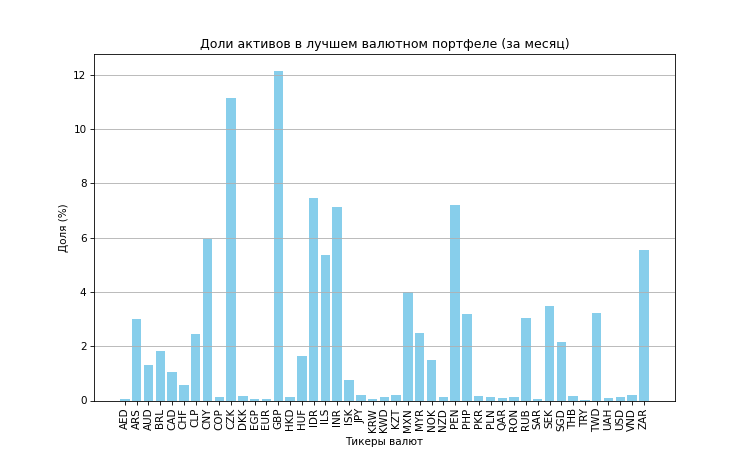 Доли активов в лучшем валютном портфеле (за месяц)
Доля (%)
12
10
8
6
4
2
0
AED ARS AUD BRL CAD CHF CLP CNY COP CZK DKK EGP EUR GBP HKD HUF IDR ILS INR ISK JPY KRW KWD KZT MXN MYR NOK NZD PEN PHP PKR PLN QAR RON RUB SAR SEK SGD THB TRY TWD UAH USD VND ZAR
Тикеры валют